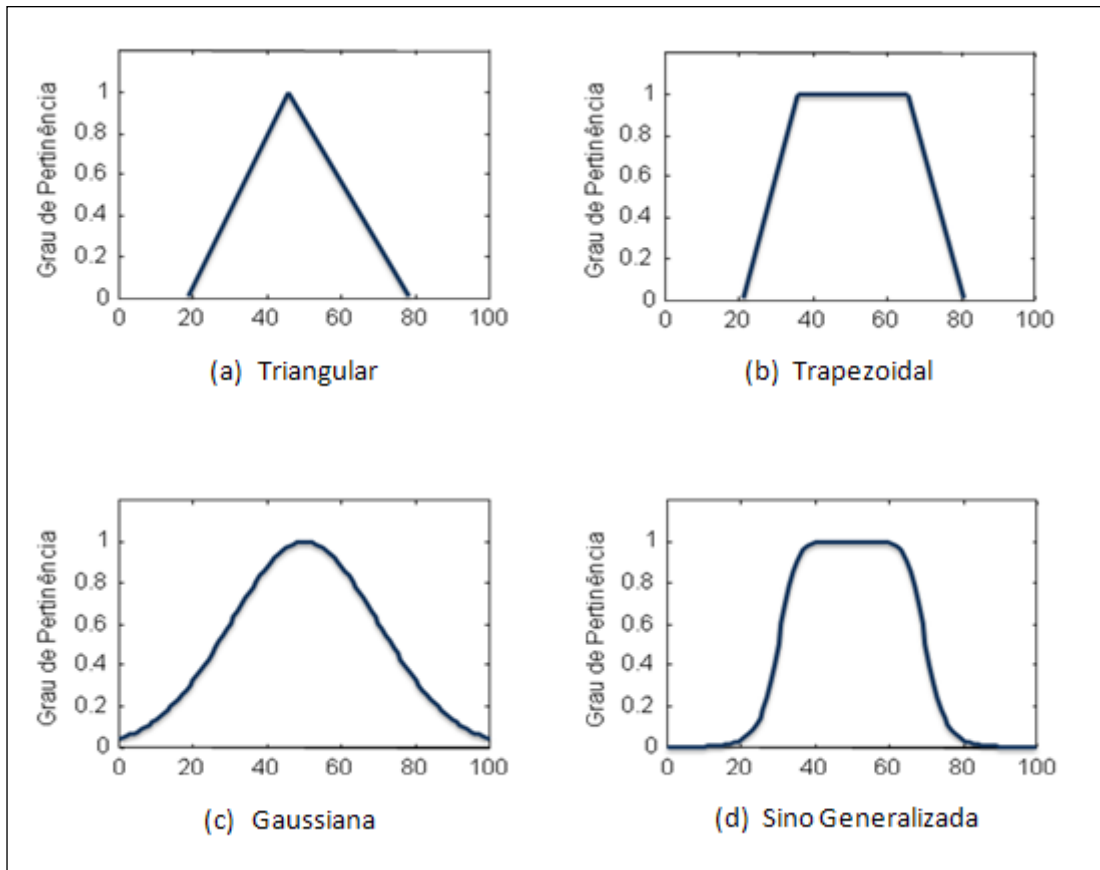 Grau de Pertinência
1
0.8
0.6
0.4
0.2
0
0 20 40 60 80 100
(a) Triangular
Grau de Pertinência
1
0.8
0.6
0.4
0.2
0
0 20 40 60 80 100
(b) Trapezoidal
Grau de Pertinência
1
0.8
0.6
0.4
0.2
0
0 20 40 60 80 100
(c) Gaussiana
Grau de Pertinência
1
0.8
0.6
0.4
0.2
0
0 20 40 60 80 100
(d) Sino Generalizada